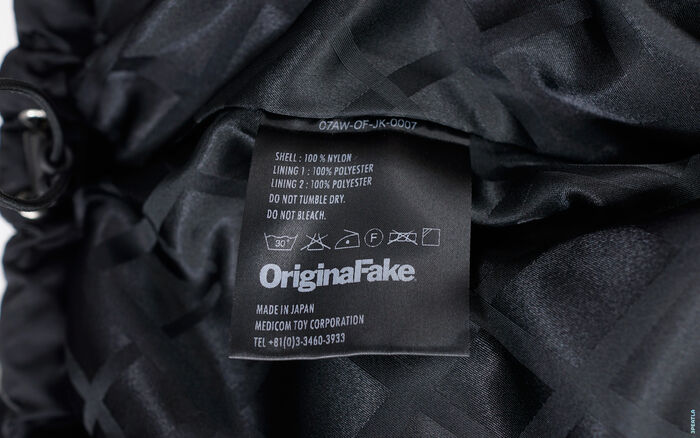 07AW-OF-JK-0007
SHELL : 100 % NYLON
LINING 1 : 100% POLYESTER
LINING 2 : 100% POLYESTER
DO NOT TUMBLE DRY.
DO NOT BLEACH.
30° F
OriginalFake
MADE IN JAPAN
MEDICOM TOY CORPORATION
TEL +81(0)3-3460-3933